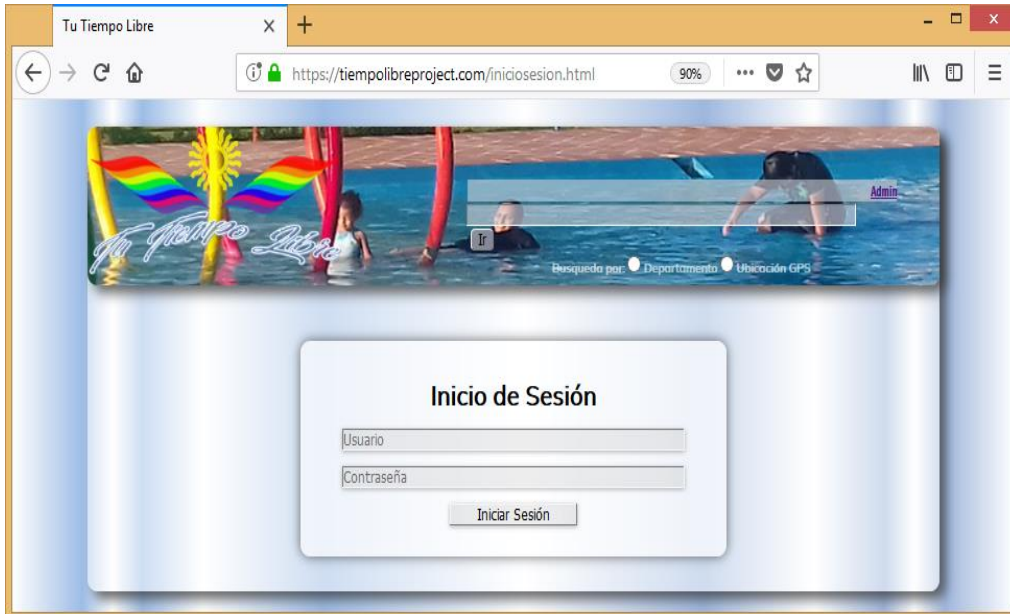 Tu Tiempo Libre
https://tiempolibreproject.com/iniciosesion.html 90%
Admin
Tu Tiempo Libre
Ir
Busqueda por: Departamento Ubicación GPS
Inicio de Sesión
Usuario
Contraseña
Iniciar Sesión